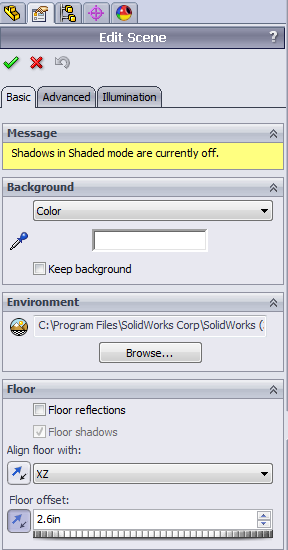 Edit Scene
?
Basic
Advanced
Illumination
Message
Shadows in Shaded mode are currently off.
Background
Color
Keep background
Environment
C:\Program Files\SolidWorks Corp\SolidWorks (
Browse...
Floor
Floor reflections
Floor shadows
Align floor with:
XZ
Floor offset:
2.6in